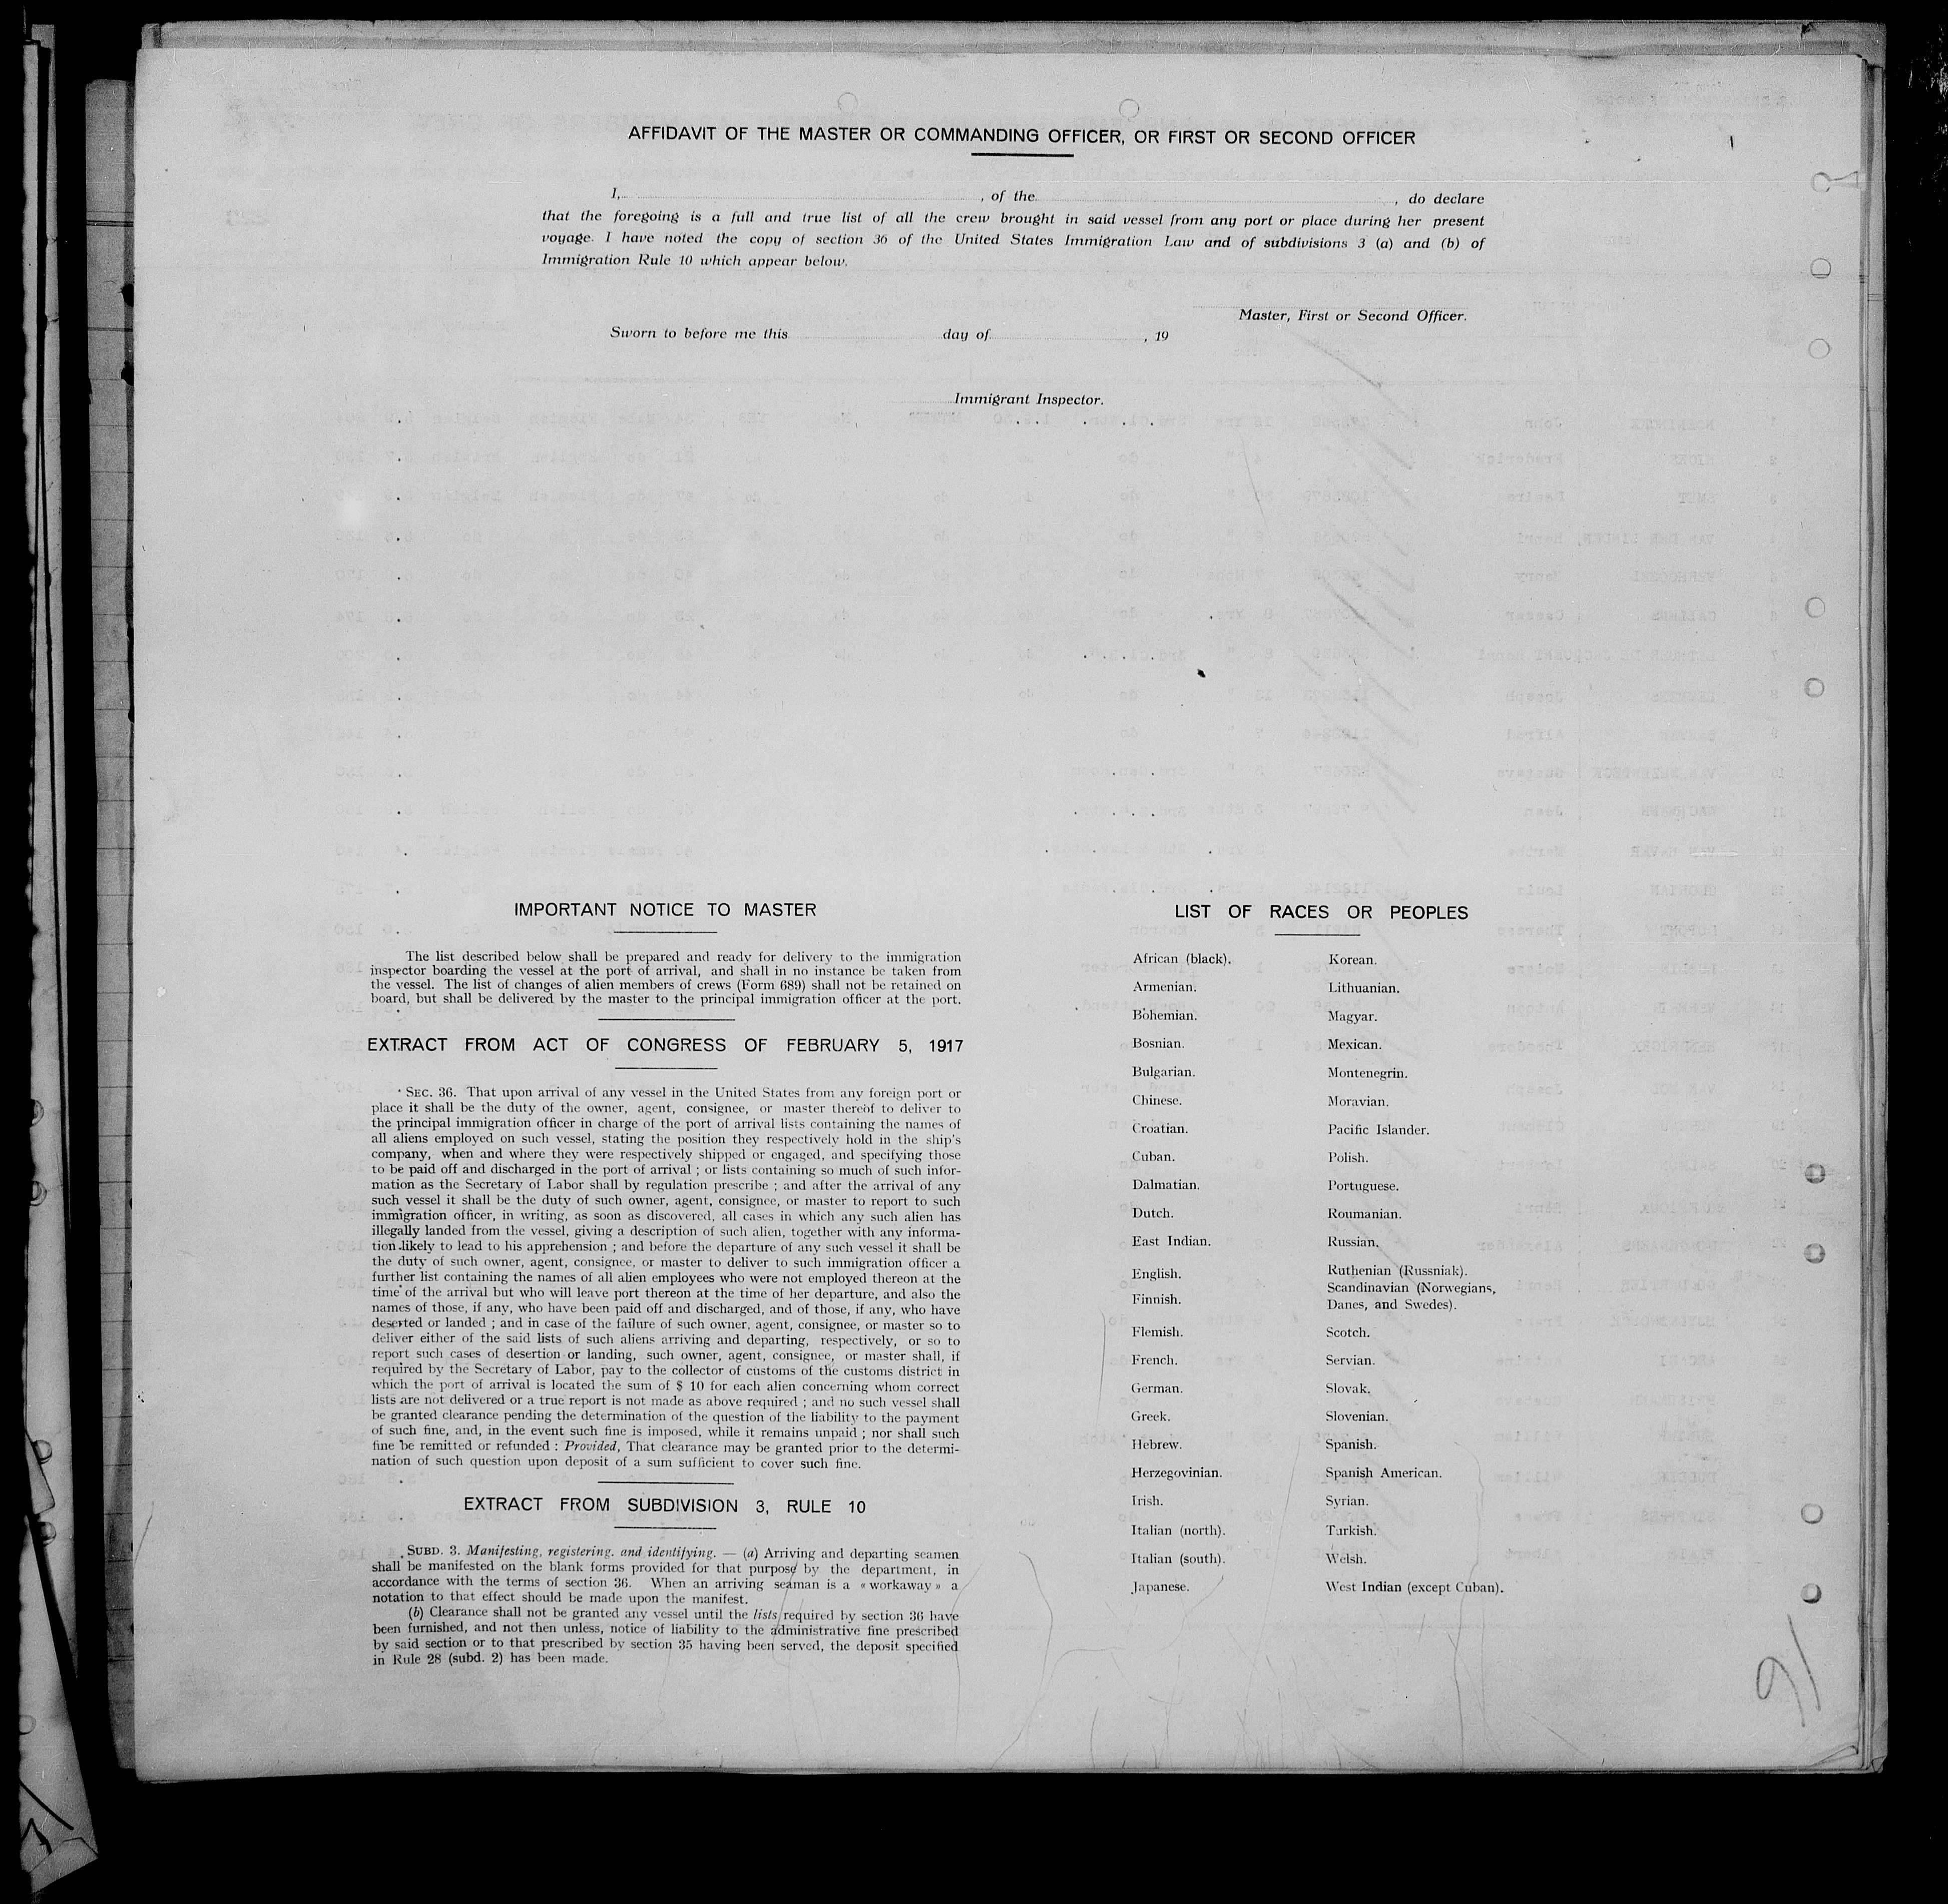 AFFIDAVIT OF THE MASTER OR COMMANDING OFFICER, OR FIRST OR SECOND OFFICER
I, , of the , do declare
that the foregoing is a full and true list of all the crew brought in said vessel from any port or place during her present
voyage. I have noted the copy of section 36 of the United States Immigration Law and of subdivisions 3 (a) and (b) of
Immigration Rule 10 which appear below.
Master, First or Second Officer.
Sworn to before me this day of , 19
Immigrant Inspector.
IMPORTANT NOTICE TO MASTER
The list described below shall be prepared and ready for delivery to the immigration
inspector boarding the vessel at the port of arrival, and shall in no instance be taken from
the vessel. The list of changes of alien members of crews (Form 689) shall not be retained on
board, but shall be delivered by the master to the principal immigration officer at the port.
EXTRACT FROM ACT OF CONGRESS OF FEBRUARY 5, 1917
SEC. 36. That upon arrival of any vessel in the United States from any foreign port or
place it shall be the duty of the owner, agent, consignee, or master thereof to deliver to
the principal immigration officer in charge of the port of arrival lists containing the names of
all aliens employed on such vessel, stating the position they respectively hold in the ship's
company, when and where they were respectively shipped or engaged, and specifying those
to be paid off and discharged in the port of arrival ; or lists containing so much of such infor-
mation as the Secretary of Labor shall by regulation prescribe ; and after the arrival of any
such vessel it shall be the duty of such owner, agent, consignee, or master to report to such
immigration officer, in writing, as soon as discovered, all cases in which any such alien has
illegally landed from the vessel, giving a description of such alien, together with any informa-
tion likely to lead to his apprehension ; and before the departure of any such vessel it shall be
the duty of such owner, agent, consignee, or master to deliver to such immigration officer a
further list containing the names of all alien employees who were not employed thereon at the
time of the arrival but who will leave port thereon at the time of her departure, and also the
names of those, if any, who have been paid off and discharged, and of those, if any, who have
deserted or landed ; and in case of the failure of such owner, agent, consignee, or master so to
deliver either of the said lists of such aliens arriving and departing, respectively, or so to
report such cases of desertion or landing, such owner, agent, consignee, or master shall, if
required by the Secretary of Labor, pay to the collector of customs of the customs district in
which the port of arrival is located the sum of $ 10 for each alien concerning whom correct
lists are not delivered or a true report is not made as above required ; and no such vessel shall
be granted clearance pending the determination of the question of the liability to the payment
of such fine, and, in the event such fine is imposed, while it remains unpaid ; nor shall such
fine be remitted or refunded : Provided, That clearance may be granted prior to the determi-
nation of such question upon deposit of a sum sufficient to cover such fine.
EXTRACT FROM SUBDIVISION 3, RULE 10
SUBD. 3. Manifesting, registering, and identifying. — (a) Arriving and departing seamen
shall be manifested on the blank forms provided for that purpose by the department, in
accordance with the terms of section 36. When an arriving seaman is a « workaway » a
notation to that effect should be made upon the manifest.
(b) Clearance shall not be granted any vessel until the lists required by section 36 have
been furnished, and not then unless, notice of liability to the administrative fine prescribed
by said section or to that prescribed by section 35 having been served, the deposit specified
in Rule 28 (subd. 2) has been made.
LIST OF RACES OR PEOPLES
African (black).
Armenian.
Bohemian.
Bosnian.
Bulgarian.
Chinese.
Croatian.
Cuban.
Dalmatian.
Dutch.
East Indian.
English.
Finnish.
Flemish.
French.
German.
Greek.
Hebrew.
Herzegovinian.
Irish.
Italian (north).
Italian (south).
Japanese.
Korean.
Lithuanian.
Magyar.
Mexican.
Montenegrin.
Moravian.
Pacific Islander.
Polish.
Portuguese.
Roumanian.
Russian.
Ruthenian (Russniak).
Scandinavian (Norwegians,
Danes, and Swedes).
Scotch.
Servian.
Slovak.
Slovenian.
Spanish.
Spanish American.
Syrian.
Turkish.
Welsh.
West Indian (except Cuban).